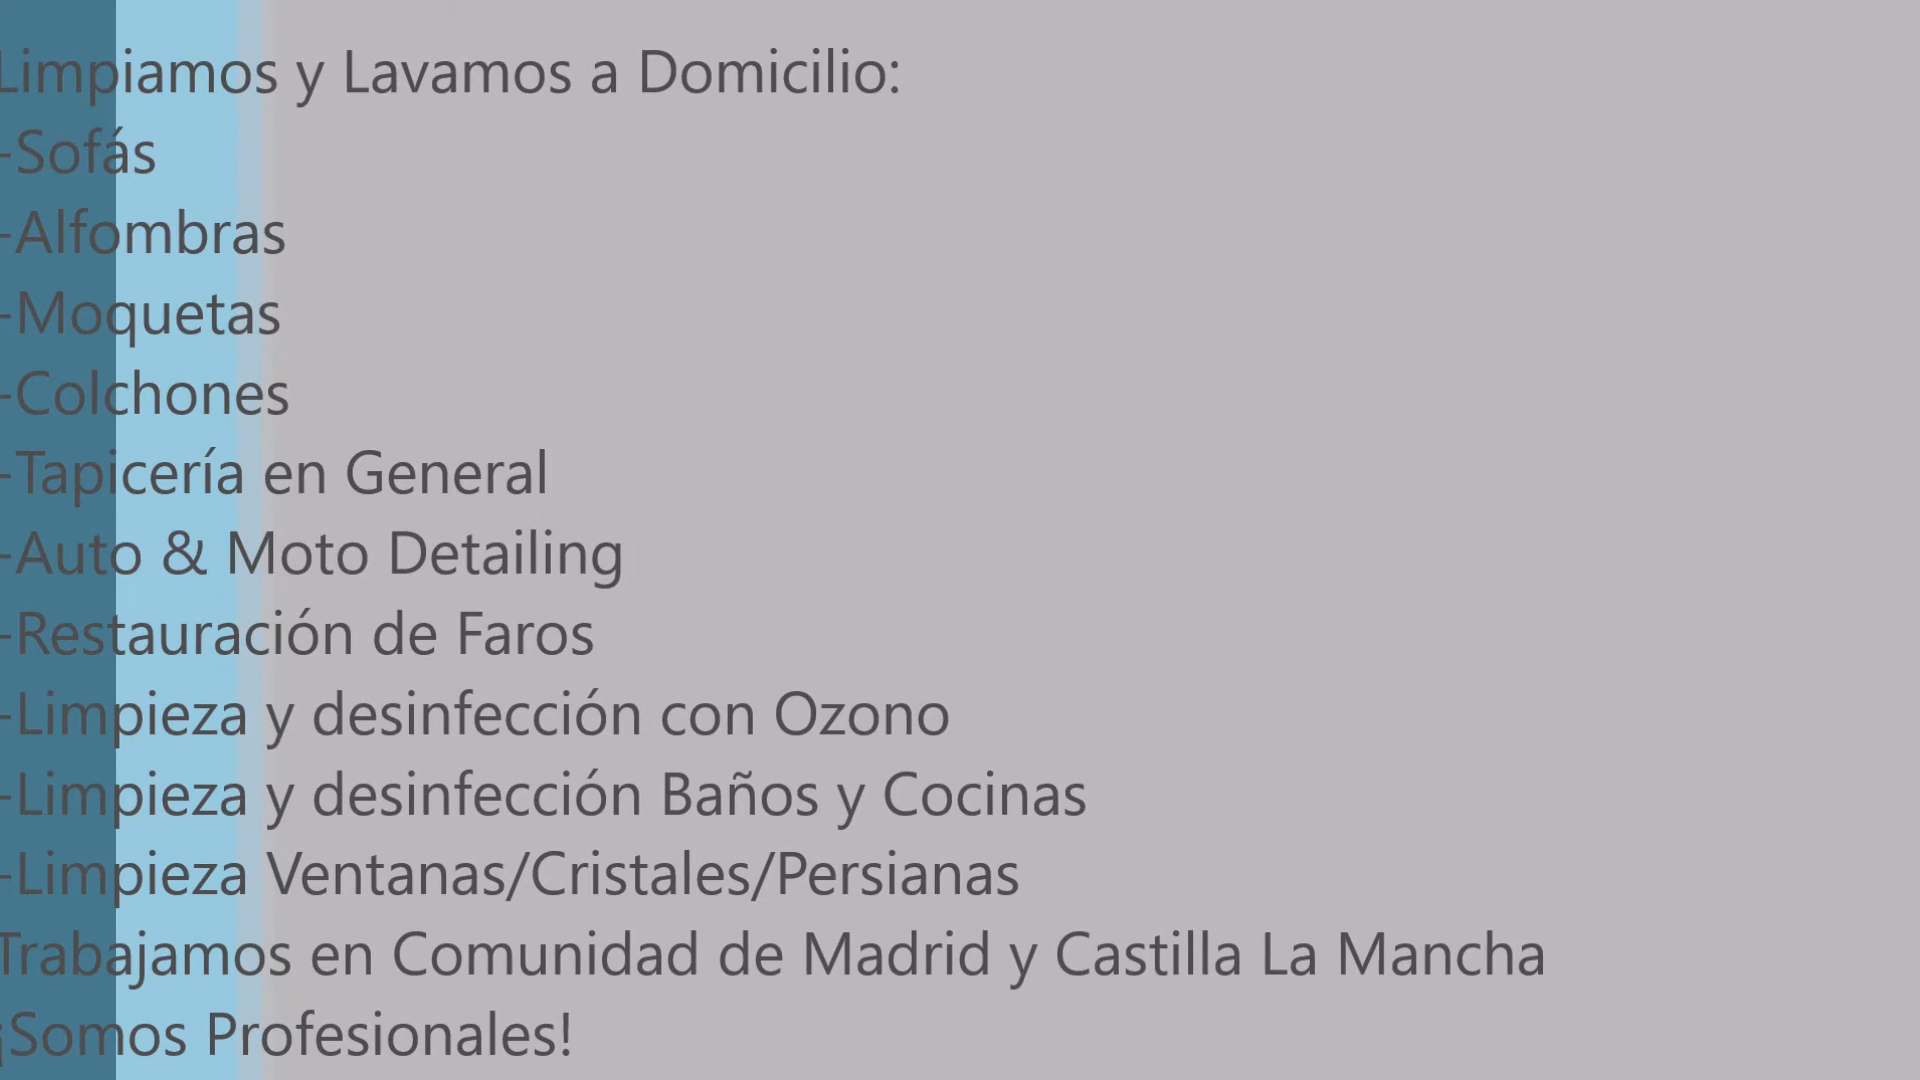 Limpiamos y Lavamos a Domicilio:
-Sofás
-Alfombras
-Moquetas
-Colchones
-Tapicería en General
-Auto & Moto Detailing
-Restauración de Faros
-Limpieza y desinfección con Ozono
-Limpieza y desinfección Baños y Cocinas
-Limpieza Ventanas/Cristales/Persianas
Trabajamos en Comunidad de Madrid y Castilla La Mancha
¡Somos Profesionales!